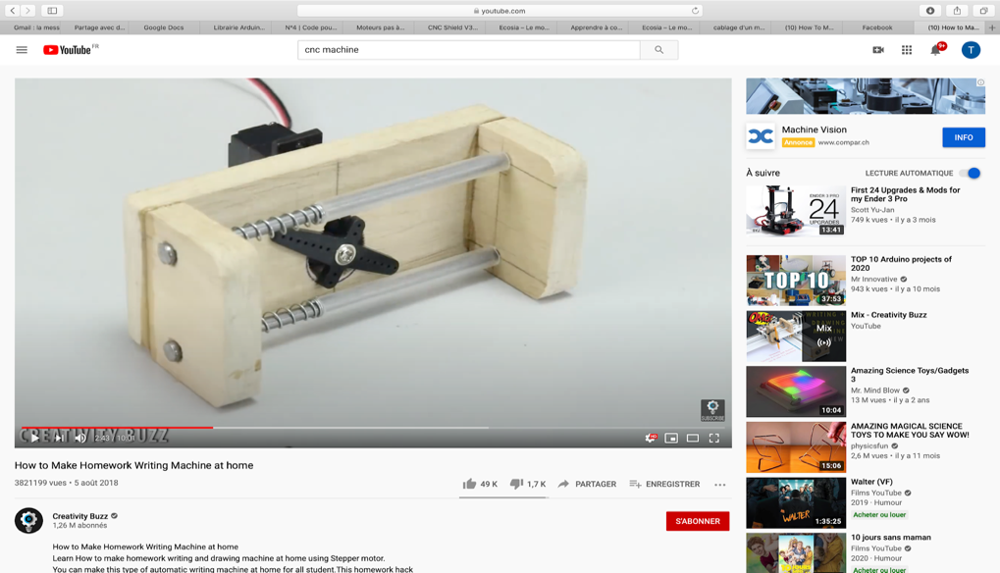 youtube.com
Gmail : la mess
Partage avec d...
Google Docs
Librairie Arduin...
N°4 | Code pou...
Moteurs pas à...
CNC Shield V3...
Ecosia – Le mo...
Apprendre à co...
Ecosia – Le mo...
cablage d'un m...
(10) How To M...
Facebook
(10) How to Ma...
YouTube FR
cnc machine
9+
T
Machine Vision
Annonce www.compar.ch
INFO
À suivre
LECTURE AUTOMATIQUE
ENDER 3 PRO
24
UPGRADES
13:41
First 24 Upgrades & Mods for
my Ender 3 Pro
Scott Yu-Jan
749 k vues • il y a 3 mois
TOP 10
37:53
TOP 10 Arduino projects of
2020
Mr Innovative
943 k vues • il y a 10 mois
OMG
Mix
Mix - Creativity Buzz
YouTube
10:04
Amazing Science Toys/Gadgets
3
Mr. Mind Blow
13 M vues • il y a 2 ans
15:06
AMAZING MAGICAL SCIENCE
TOYS TO MAKE YOU SAY WOW!
physicsfun
2,6 M vues • il y a 11 mois
WALTER
1:35:25
Walter (VF)
Films YouTube
2019 · Humour
Acheter ou louer
10 jours sans maman
Films YouTube
2020 · Humour
Acheter ou louer
CREATIVITY BUZZ
SUBSCRIBE
2:43 / 10:01
HD
How to Make Homework Writing Machine at home
3821199 vues • 5 août 2018
49 K
1,7 K
PARTAGER
ENREGISTRER
Creativity Buzz
1,26 M abonnés
S'ABONNER
How to Make Homework Writing Machine at home
Learn How to make homework writing and drawing machine at home using Stepper motor.
You can make this type of automatic writing machine at home for all student.This homework hack